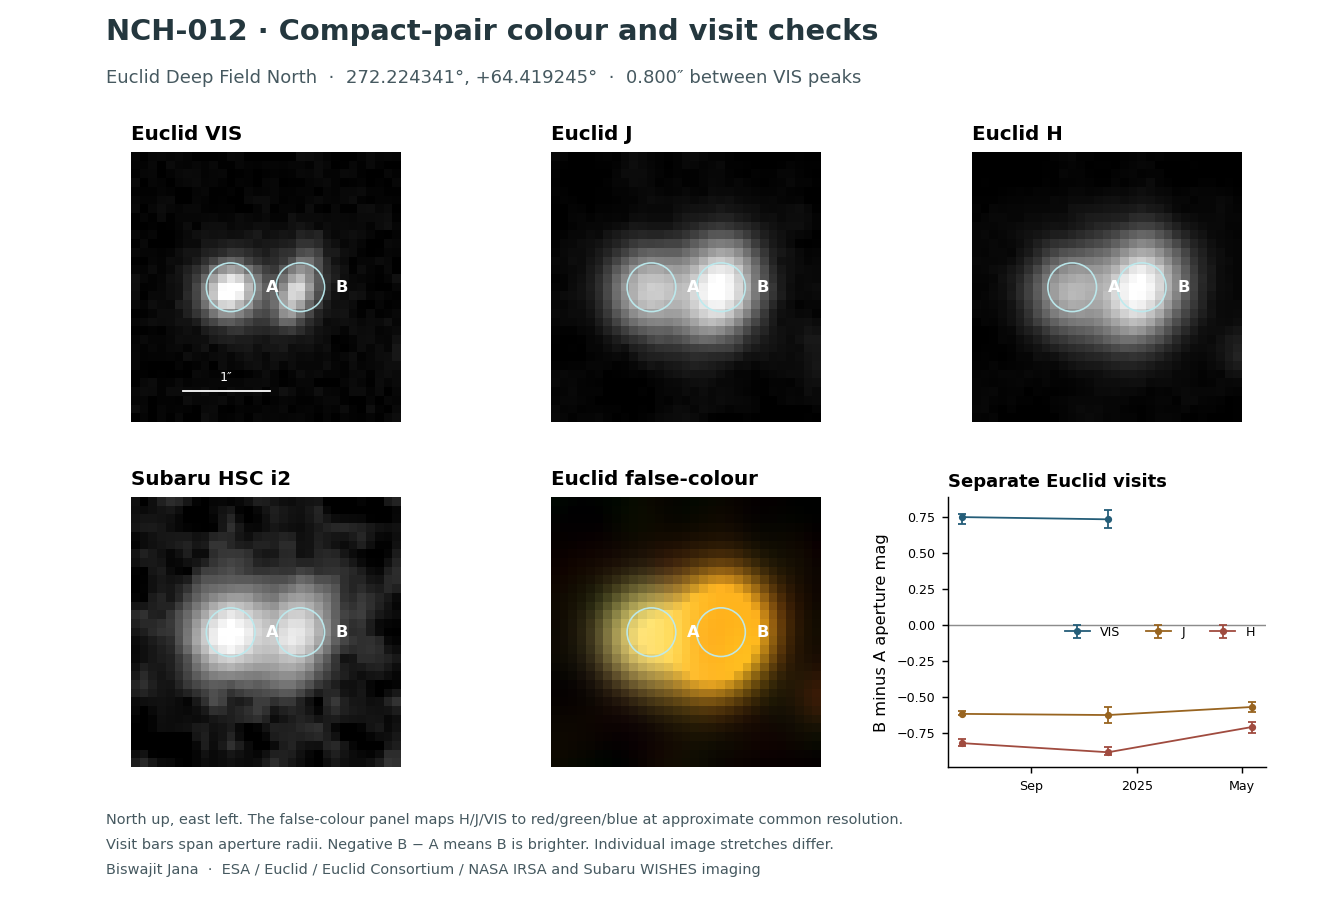 NCH-012 · Compact-pair colour and visit checks
Euclid Deep Field North · 272.224341°, +64.419245° · 0.800″ between VIS peaks
Euclid VIS
A
B
1″
Euclid J
A
B
Euclid H
A
B
Subaru HSC i2
A
B
Euclid false-colour
A
B
Separate Euclid visits
B minus A aperture mag
0.75
0.50
0.25
0.00
−0.25
−0.50
−0.75
VIS J H
Sep 2025 May
North up, east left. The false-colour panel maps H/J/VIS to red/green/blue at approximate common resolution.
Visit bars span aperture radii. Negative B − A means B is brighter. Individual image stretches differ.
Biswajit Jana · ESA / Euclid / Euclid Consortium / NASA IRSA and Subaru WISHES imaging